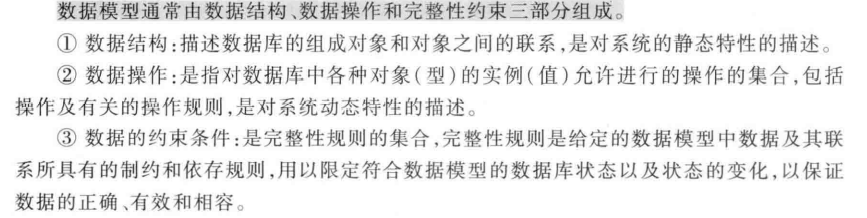 数据模型通常由数据结构、数据操作和完整性约束三部分组成。
① 数据结构:描述数据库的组成对象和对象之间的联系,是对系统的静态特性的描述。
② 数据操作:是指对数据库中各种对象(型)的实例(值)允许进行的操作的集合,包括
操作及有关的操作规则,是对系统动态特性的描述。
③ 数据的约束条件:是完整性规则的集合,完整性规则是给定的数据模型中数据及其联
系所具有的制约和依存规则,用以限定符合数据模型的数据库状态以及状态的变化,以保证
数据的正确、有效和相容。